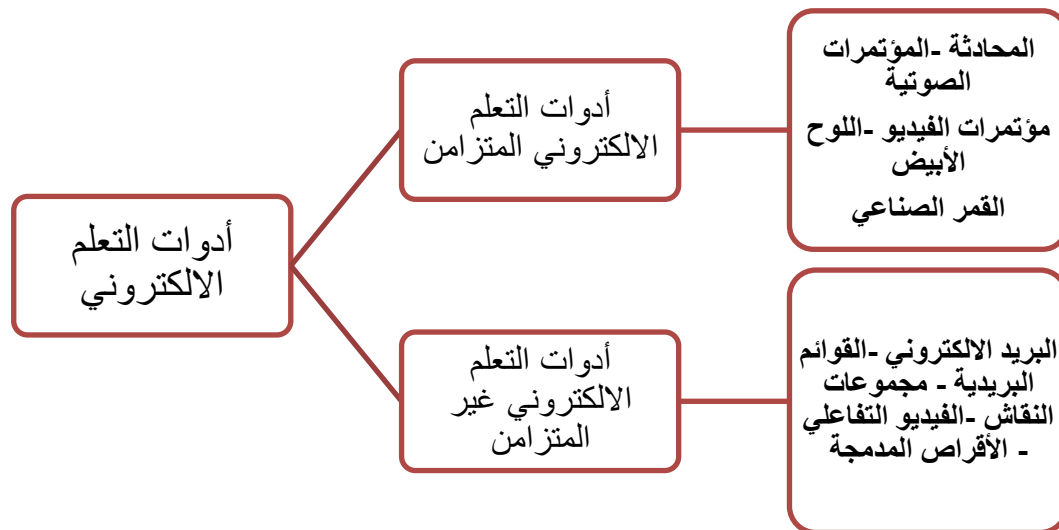 أدوات التعلم
الالكتروني
أدوات التعلم
الالكتروني المتزامن
المحادثة -المؤتمرات
الصوتية
مؤتمرات الفيديو -اللوح
الأبيض
القمر الصناعي
أدوات التعلم
الالكتروني غير
المتزامن
البريد الالكتروني -القوائم
البريدية - مجموعات
النقاش -الفيديو التفاعلي
- الأقراص المدمجة